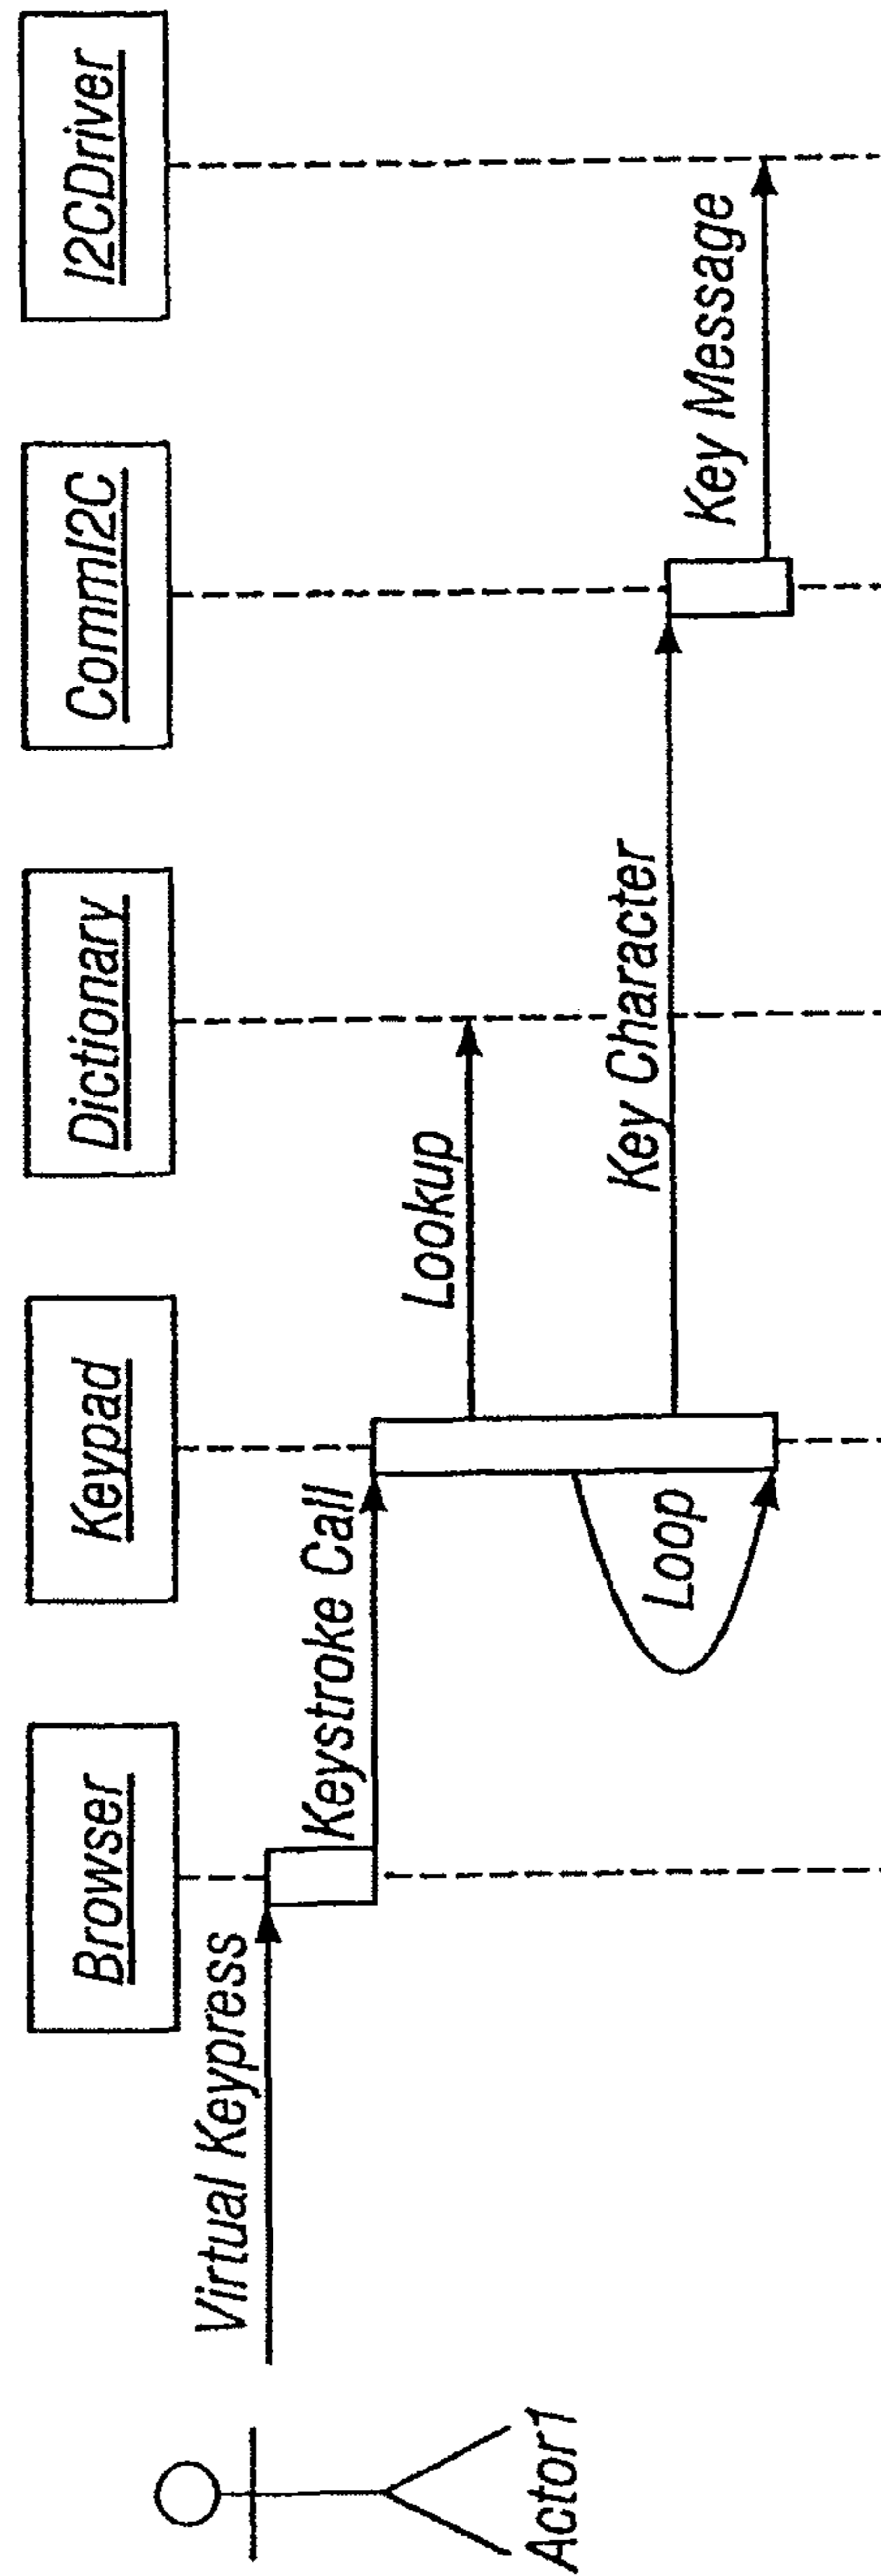 Browser
Keypad
Dictionary
CommI2C
I2CDriver
Virtual Keypress
Keystroke Call
Lookup
Key Character
Loop
Key Message
Actor1